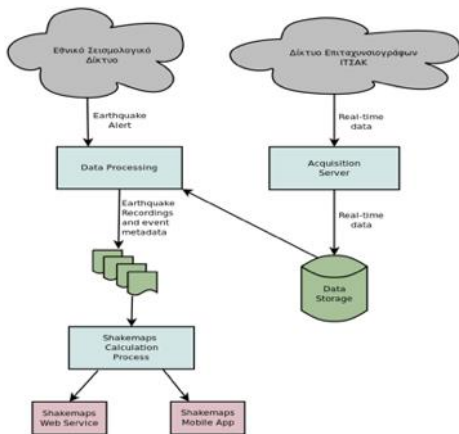 Εθνικό Σεισμολογικό
Δίκτυο
Δίκτυο Επιταχυνσιογράφων
ΙΤΣΑΚ
Earthquake
Alert
Real-time
data
Data Processing
Acquisition
Server
Earthquake
Recordings
and event
metadata
Real-time
data
Data
Storage
Shakemaps
Calculation
Process
Shakemaps
Web Service
Shakemaps
Mobile App